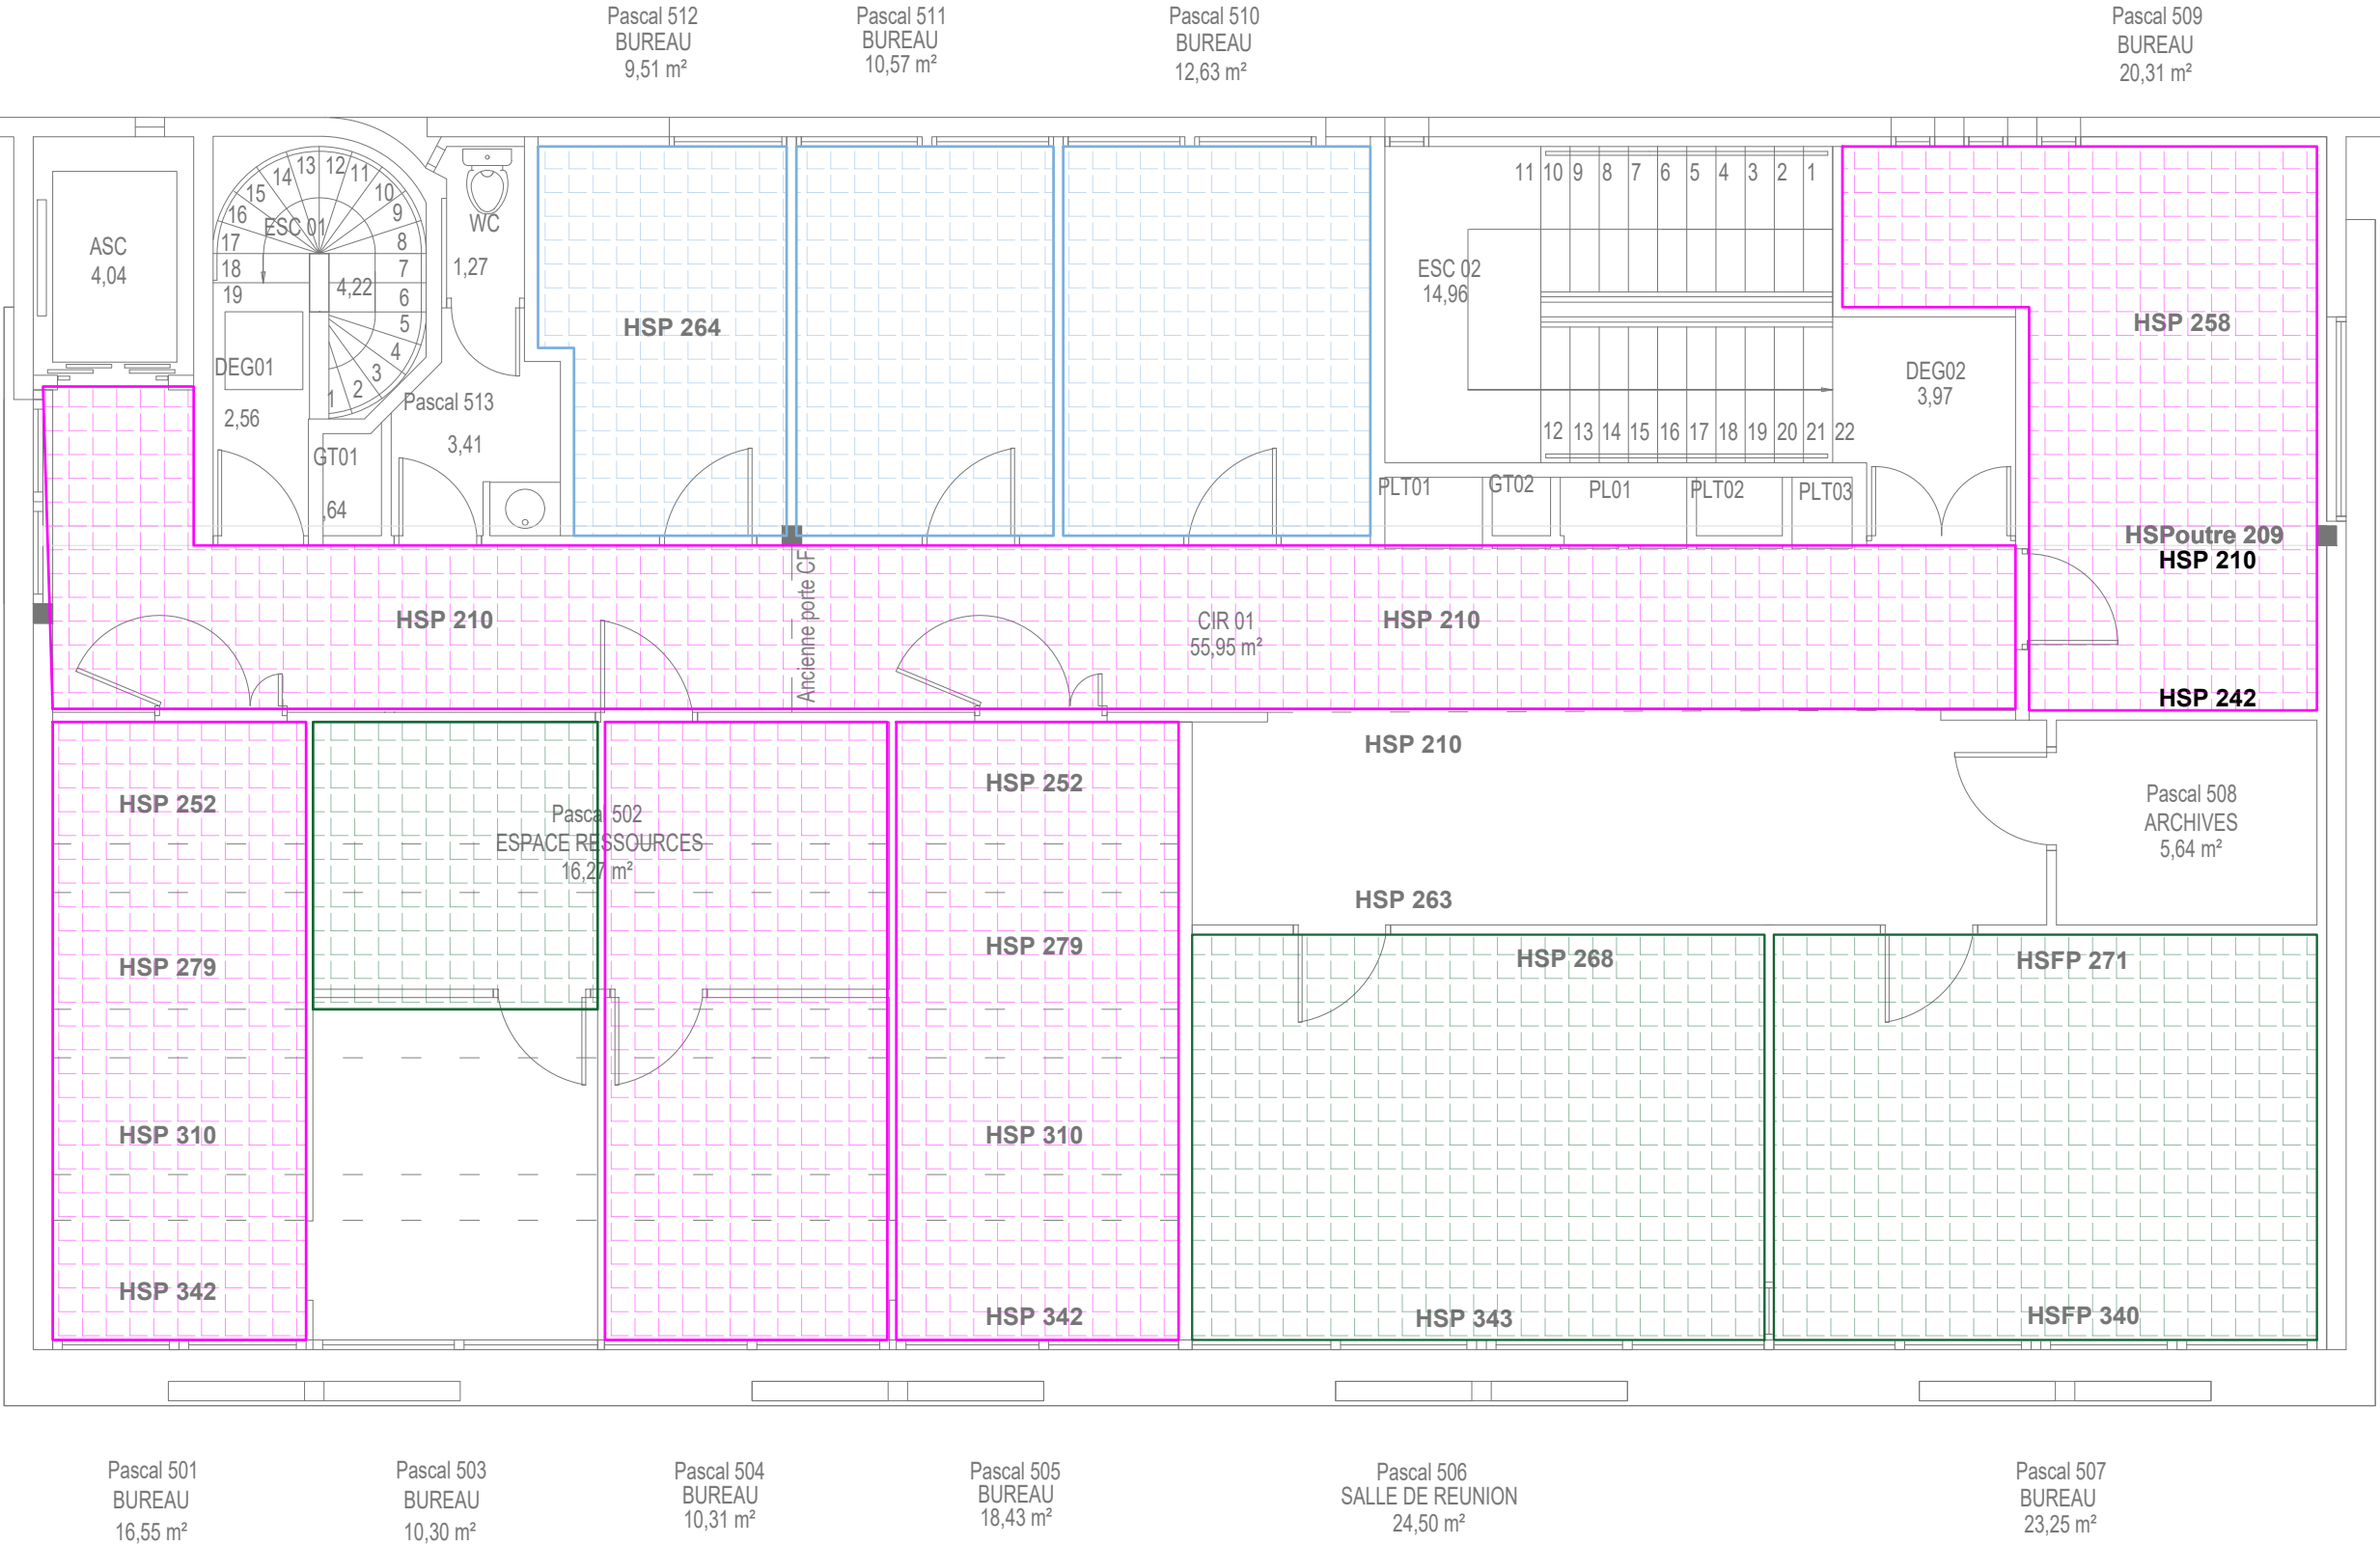 Pascal 512
BUREAU
9,51 m²
Pascal 511
BUREAU
10,57 m²
Pascal 510
BUREAU
12,63 m²
Pascal 509
BUREAU
20,31 m²
ASC
4,04
13
12
11
14
10
15
9
16
ESC 01
8
17
7
18
6
19
4,22
5
4
3
2
1
DEG01
2,56
GT01
,64
WC
1,27
Pascal 513
3,41
HSP 264
11
10
9
8
7
6
5
4
3
2
1
ESC 02
14,96
12
13
14
15
16
17
18
19
20
21
22
DEG02
3,97
PLT01
GT02
PL01
PLT02
PLT03
HSP 258
HSPoutre 209
HSP 210
HSP 242
HSP 210
Ancienne porte CF
CIR 01
55,95 m²
HSP 210
HSP 252
HSP 279
HSP 310
HSP 342
Pascal 502
ESPACE RESSOURCES
16,27 m²
HSP 252
HSP 279
HSP 310
HSP 342
HSP 210
HSP 263
Pascal 508
ARCHIVES
5,64 m²
HSP 268
HSP 343
HSFP 271
HSFP 340
Pascal 501
BUREAU
16,55 m²
Pascal 503
BUREAU
10,30 m²
Pascal 504
BUREAU
10,31 m²
Pascal 505
BUREAU
18,43 m²
Pascal 506
SALLE DE REUNION
24,50 m²
Pascal 507
BUREAU
23,25 m²